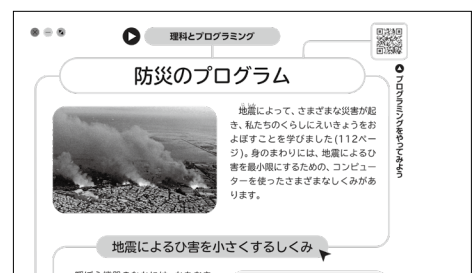 理科とプログラミング
防災のプログラム
プログラミングをやってみよう
地震によって、さまざまな災害が起
き、私たちのくらしにえいきょうをお
よぼすことを学びました(112ペー
ジ)。身のまわりには、地震によるひ
害を最小限にするための、コンピュー
ターを使ったさまざまなしくみがあ
ります。
地震によるひ害を小さくするしくみ